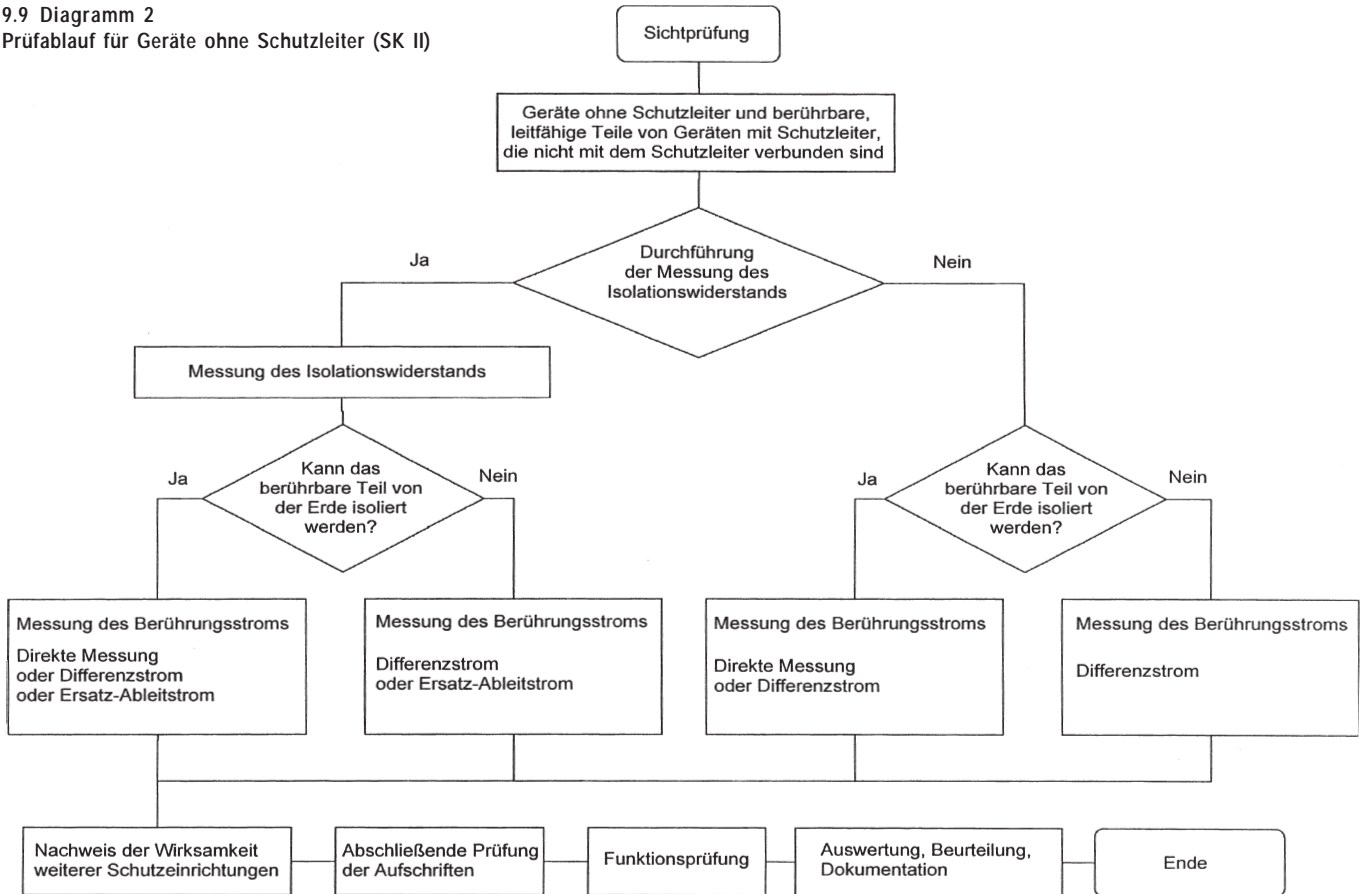 9.9 Diagramm 2
Prüfablauf für Geräte ohne Schutzleiter (SK II)
Sichtprüfung
Geräte ohne Schutzleiter und berührbare,
leitfähige Teile von Geräten mit Schutzleiter,
die nicht mit dem Schutzleiter verbunden sind
Durchführung
der Messung des
Isolationswiderstands
Ja
Nein
Messung des Isolationswiderstands
Kann das
berührbare Teil von
der Erde isoliert
werden?
Ja
Nein
Kann das
berührbare Teil von
der Erde isoliert
werden?
Ja
Nein
Messung des Berührungsstroms
Direkte Messung
oder Differenzstrom
oder Ersatz-Ableitstrom
Messung des Berührungsstroms
Differenzstrom
oder Ersatz-Ableitstrom
Messung des Berührungsstroms
Direkte Messung
oder Differenzstrom
Messung des Berührungsstroms
Differenzstrom
Nachweis der Wirksamkeit
weiterer Schutzeinrichtungen
Abschließende Prüfung
der Aufschriften
Funktionsprüfung
Auswertung, Beurteilung,
Dokumentation
Ende